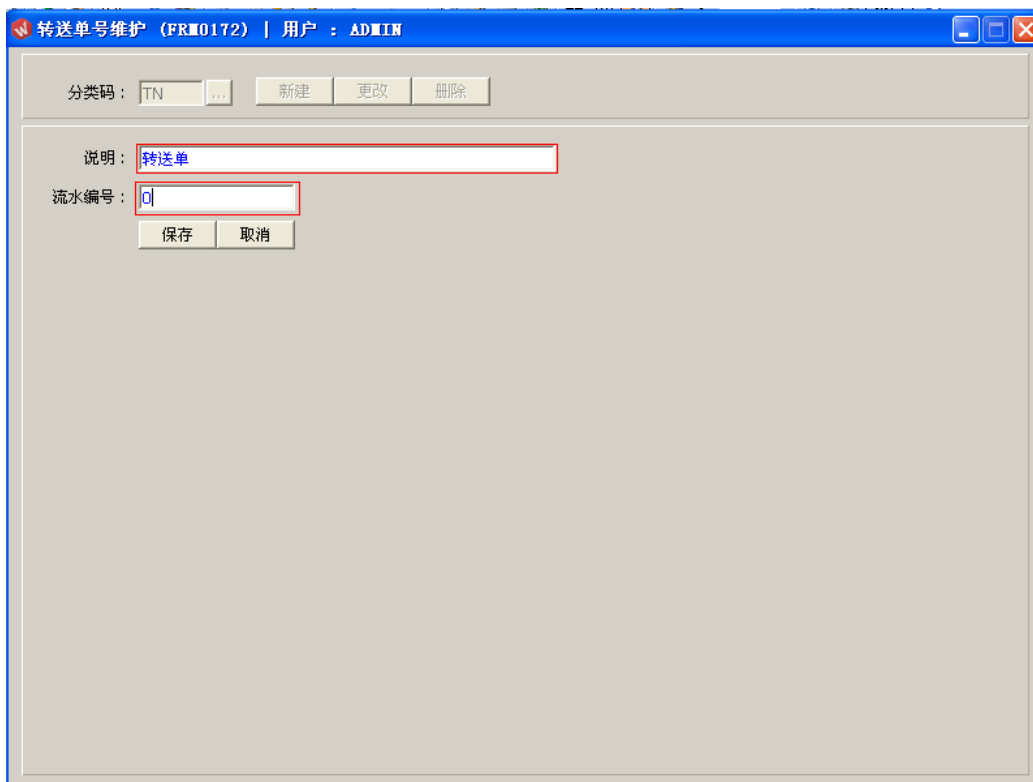 转送单号维护 (FRM0172) | 用户 : ADMIN
分类码: TN ... 新建 更改 删除
说明: 转送单
流水编号: 0
保存 取消